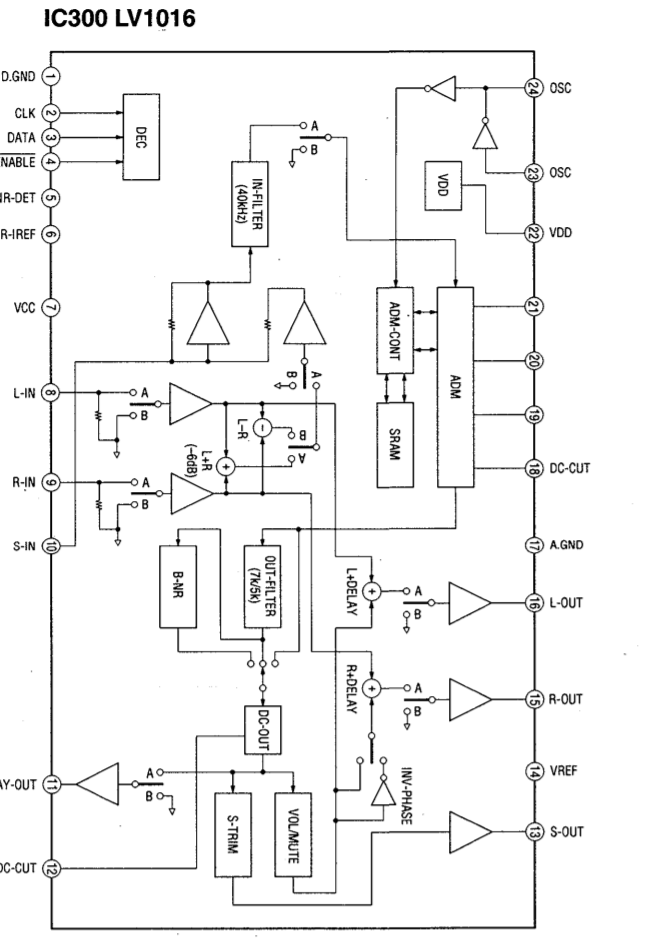 IC300 LV1016
D.GND 1
CLK 2
DATA 3
NABLE 4
NR-DET 5
R-IREF 6
VCC 7
L-IN 8
R-IN 9
S-IN 10
AY-OUT 11
DC-CUT 12
24 OSC
23 OSC
22 VDD
21
20
19
18 DC-CUT
17 A.GND
16 L-OUT
15 R-OUT
14 VREF
13 S-OUT
DEC
A
B
IN-FILTER
(40kHz)
VDD
ADM-CONT
ADM
SRAM
A
B
A
B
L-R
B
A
L+R
(-6dB)
A
B
B-NR
OUT-FILTER
(7k/5k)
L+DELAY
A
B
R+DELAY
A
B
DC-OUT
INV-PHASE
A
B
S-TRIM
VOL/MUTE